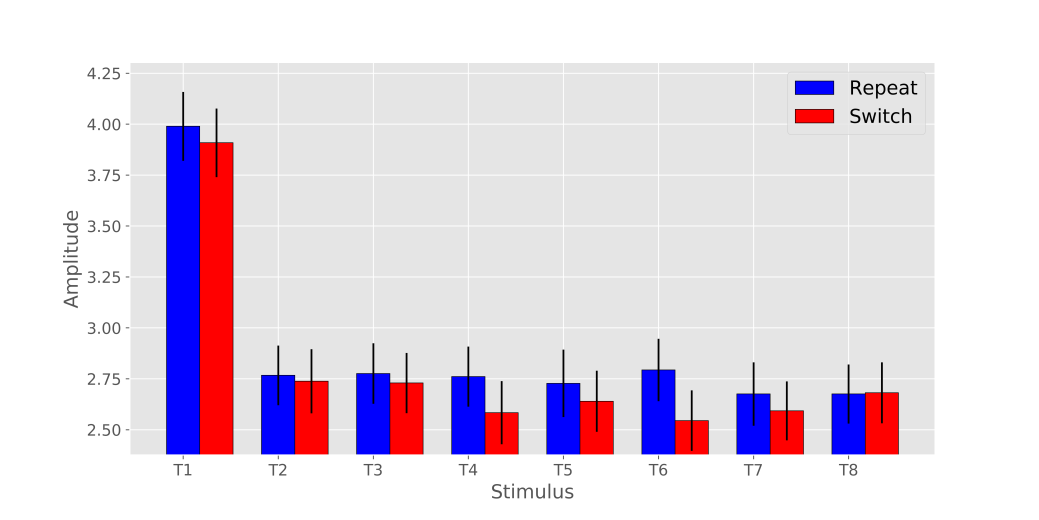 Repeat
Switch
Amplitude
4.25
4.00
3.75
3.50
3.25
3.00
2.75
2.50
T1 T2 T3 T4 T5 T6 T7 T8
Stimulus